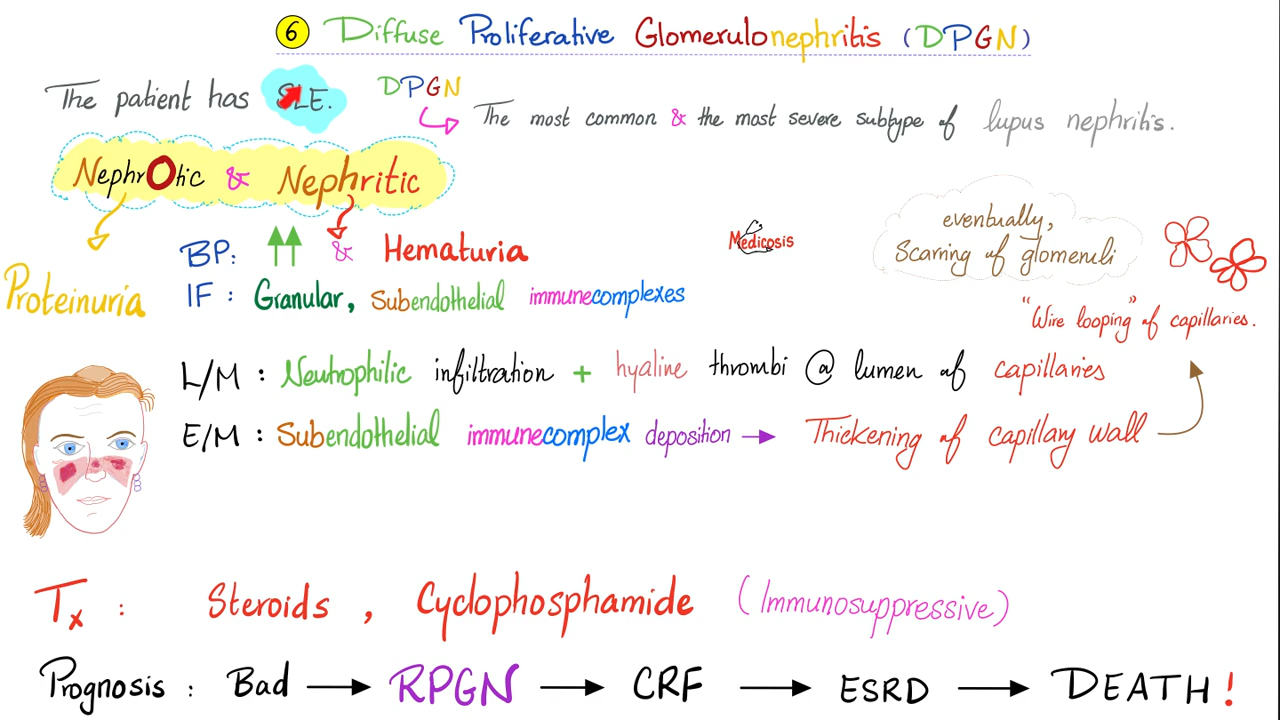 6 Diffuse Proliferative Glomerulonephritis (DPGN)
The patient has SLE.
DPGN
The most common & the most severe subtype of lupus nephritis.
NephrOtic & Nephritic
BP: & Hematuria
Proteinuria
IF: Granular, Subendothelial immunecomplexes
Medicosis
eventually,
Scarring of glomeruli
"Wire looping" of capillaries.
L/M: Neutrophilic infiltration + hyaline thrombi @ lumen of capillaries
E/M: Subendothelial immunecomplex deposition → Thickening of capillary wall
Tx: Steroids, Cyclophosphamide (Immunosuppressive)
Prognosis: Bad → RPGN → CRF → ESRD → DEATH!